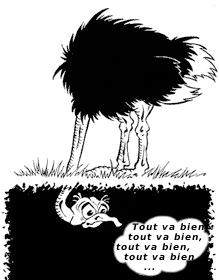 Tout va bien,
tout va bien,
tout va bien,
tout va bien
...